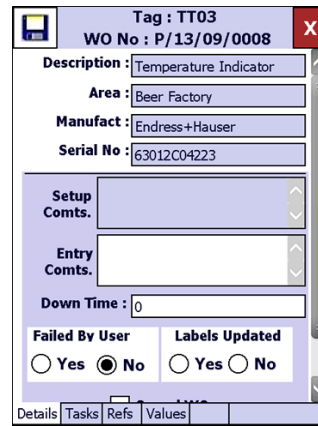 Tag : TT03
X
WO No : P/13/09/0008
Description : Temperature Indicator
Area : Beer Factory
Manufact : Endress+Hauser
Serial No : 63012C04223
Setup
Comts.
Entry
Comts.
Down Time : 0
Failed By User Labels Updated
Yes No Yes No
Details Tasks Refs Values